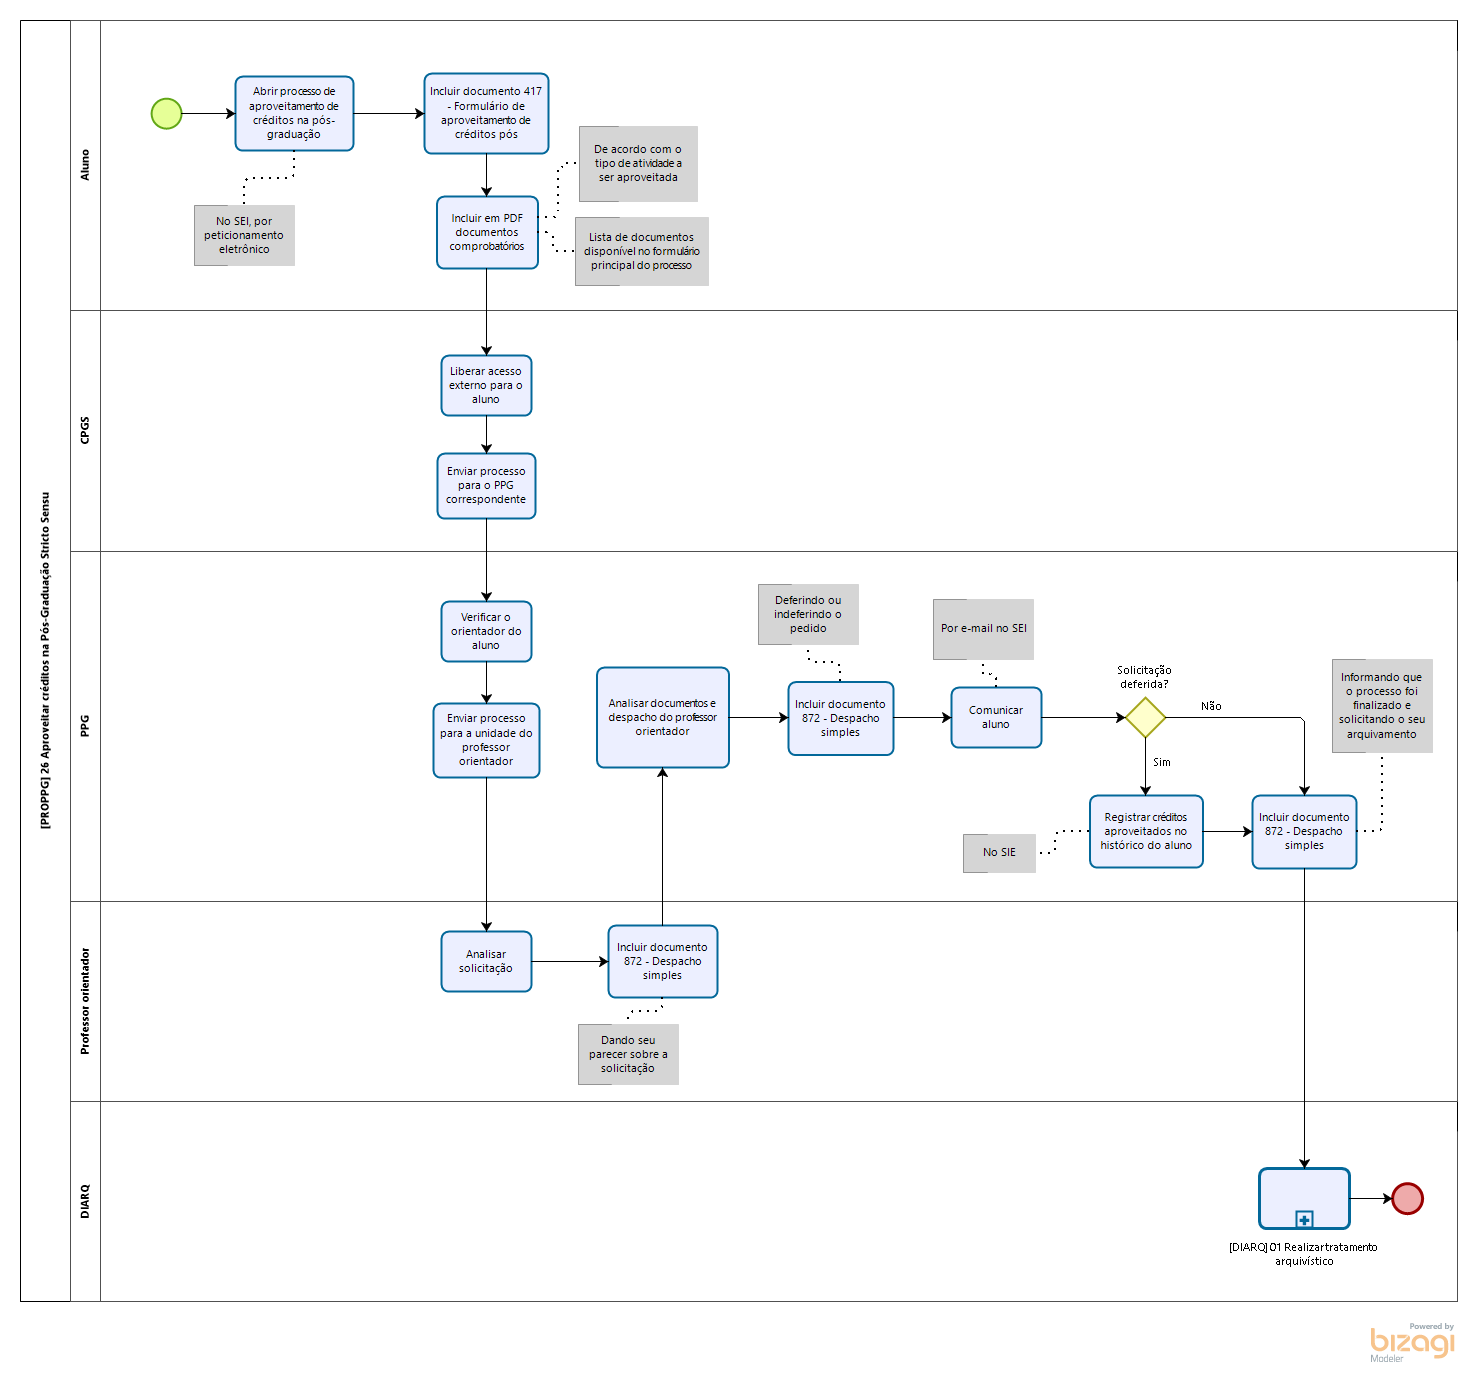 [PROPPG] 26 Aproveitar créditos na Pós-Graduação Stricto Sensu
Aluno
Abrir processo de
aproveitamento de
créditos na pós-
graduação
Incluir documento 417
- Formulário de
aproveitamento de
créditos pós
No SEI, por
peticionamento
eletrônico
Incluir em PDF
documentos
comprobatórios
De acordo com o
tipo de atividade a
ser aproveitada
Lista de documentos
disponível no formulário
principal do processo
CPGS
Liberar acesso
externo para o
aluno
Enviar processo
para o PPG
correspondente
PPG
Verificar o
orientador do
aluno
Enviar processo
para a unidade do
professor
orientador
Analisar documentos e
despacho do professor
orientador
Deferindo ou
indeferindo o
pedido
Incluir documento
872 - Despacho
simples
Por e-mail no SEI
Comunicar
aluno
Solicitação
deferida?
Não
Sim
Informando que
o processo foi
finalizado e
solicitando o seu
arquivamento
No SIE
Registrar créditos
aproveitados no
histórico do aluno
Incluir documento
872 - Despacho
simples
Professor orientador
Analisar
solicitação
Incluir documento
872 - Despacho
simples
Dando seu
parecer sobre a
solicitação
DIARQ
[DIARQ] 01 Realizar tratamento
arquivístico
Powered by
bizagi
Modeler